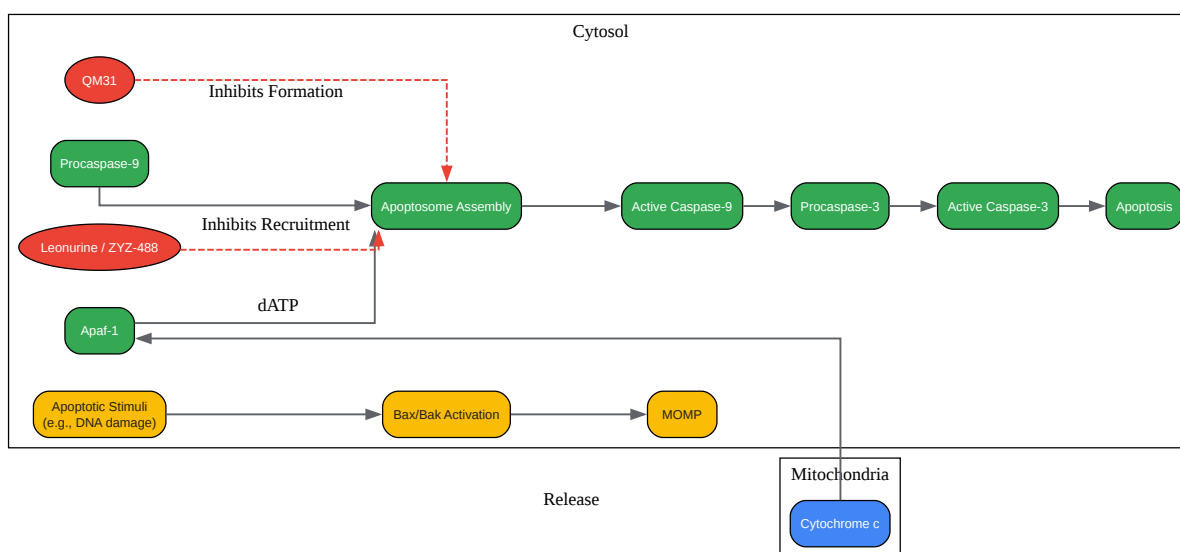 Cytosol
QM31
Inhibits Formation
Procaspase-9
Apoptosome Assembly
Active Caspase-9
Procaspase-3
Active Caspase-3
Apoptosis
Inhibits Recruitment
Leonurine / ZYZ-488
dATP
Apaf-1
Apoptotic Stimuli
(e.g., DNA damage)
Bax/Bak Activation
MOMP
Mitochondria
Release
Cytochrome c